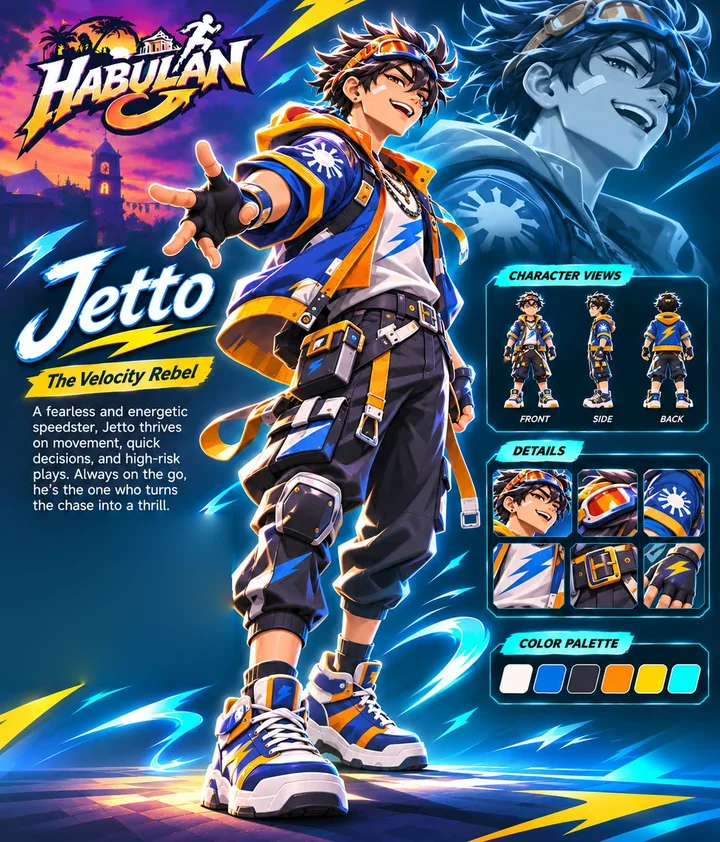 HABULAN
Jetto
The Velocity Rebel
A fearless and energetic
speedster, Jetto thrives
on movement, quick
decisions, and high-risk
plays. Always on the go,
he's the one who turns
the chase into a thrill.
CHARACTER VIEWS
FRONT
SIDE
BACK
DETAILS
COLOR PALETTE